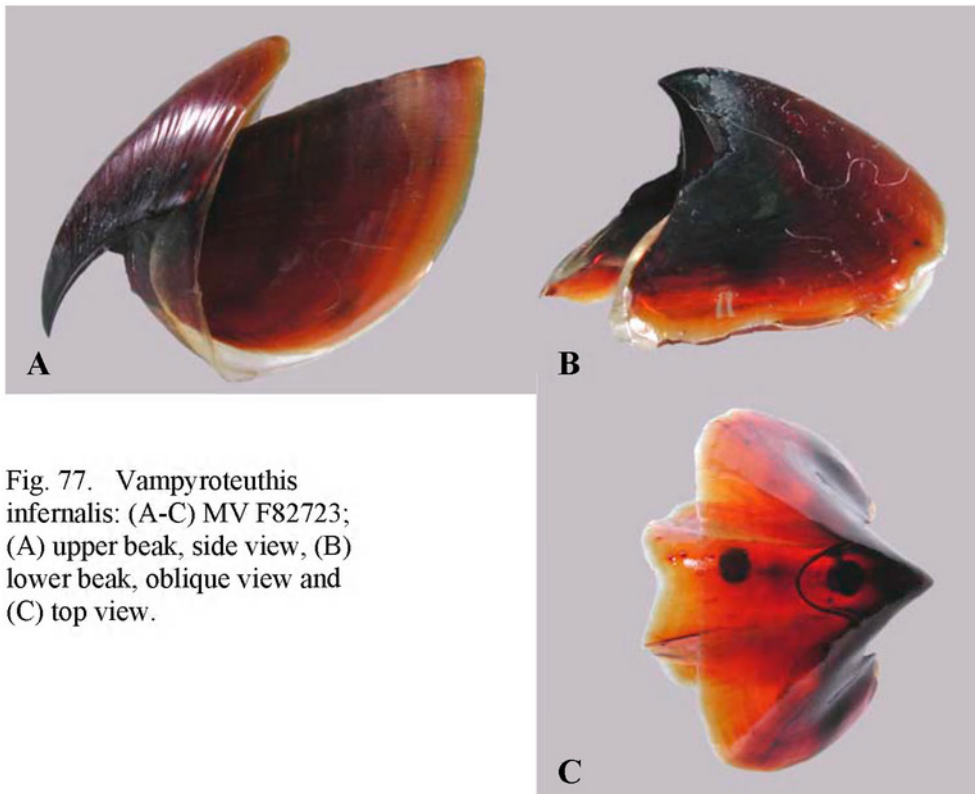 A
B
Fig. 77. Vampyroteuthis
infernalis: (A-C) MV F82723;
(A) upper beak, side view, (B)
lower beak, oblique view and
(C) top view.
C